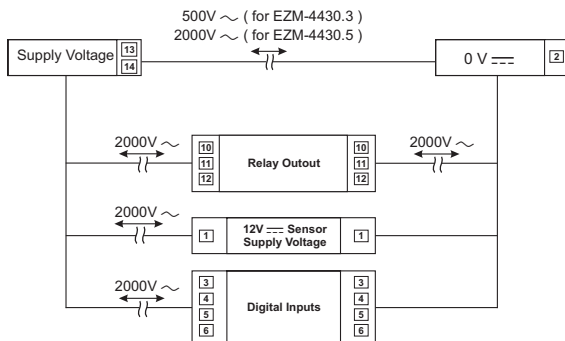 500V ~ ( for EZM-4430.3 )
2000V ~ ( for EZM-4430.5 )
Supply Voltage
13
14
0 V ⎓
2
2000V ~
10
11
12
Relay Outout
10
11
12
2000V ~
2000V ~
1
12V ⎓ Sensor
Supply Voltage
1
2000V ~
3
4
5
6
Digital Inputs
3
4
5
6